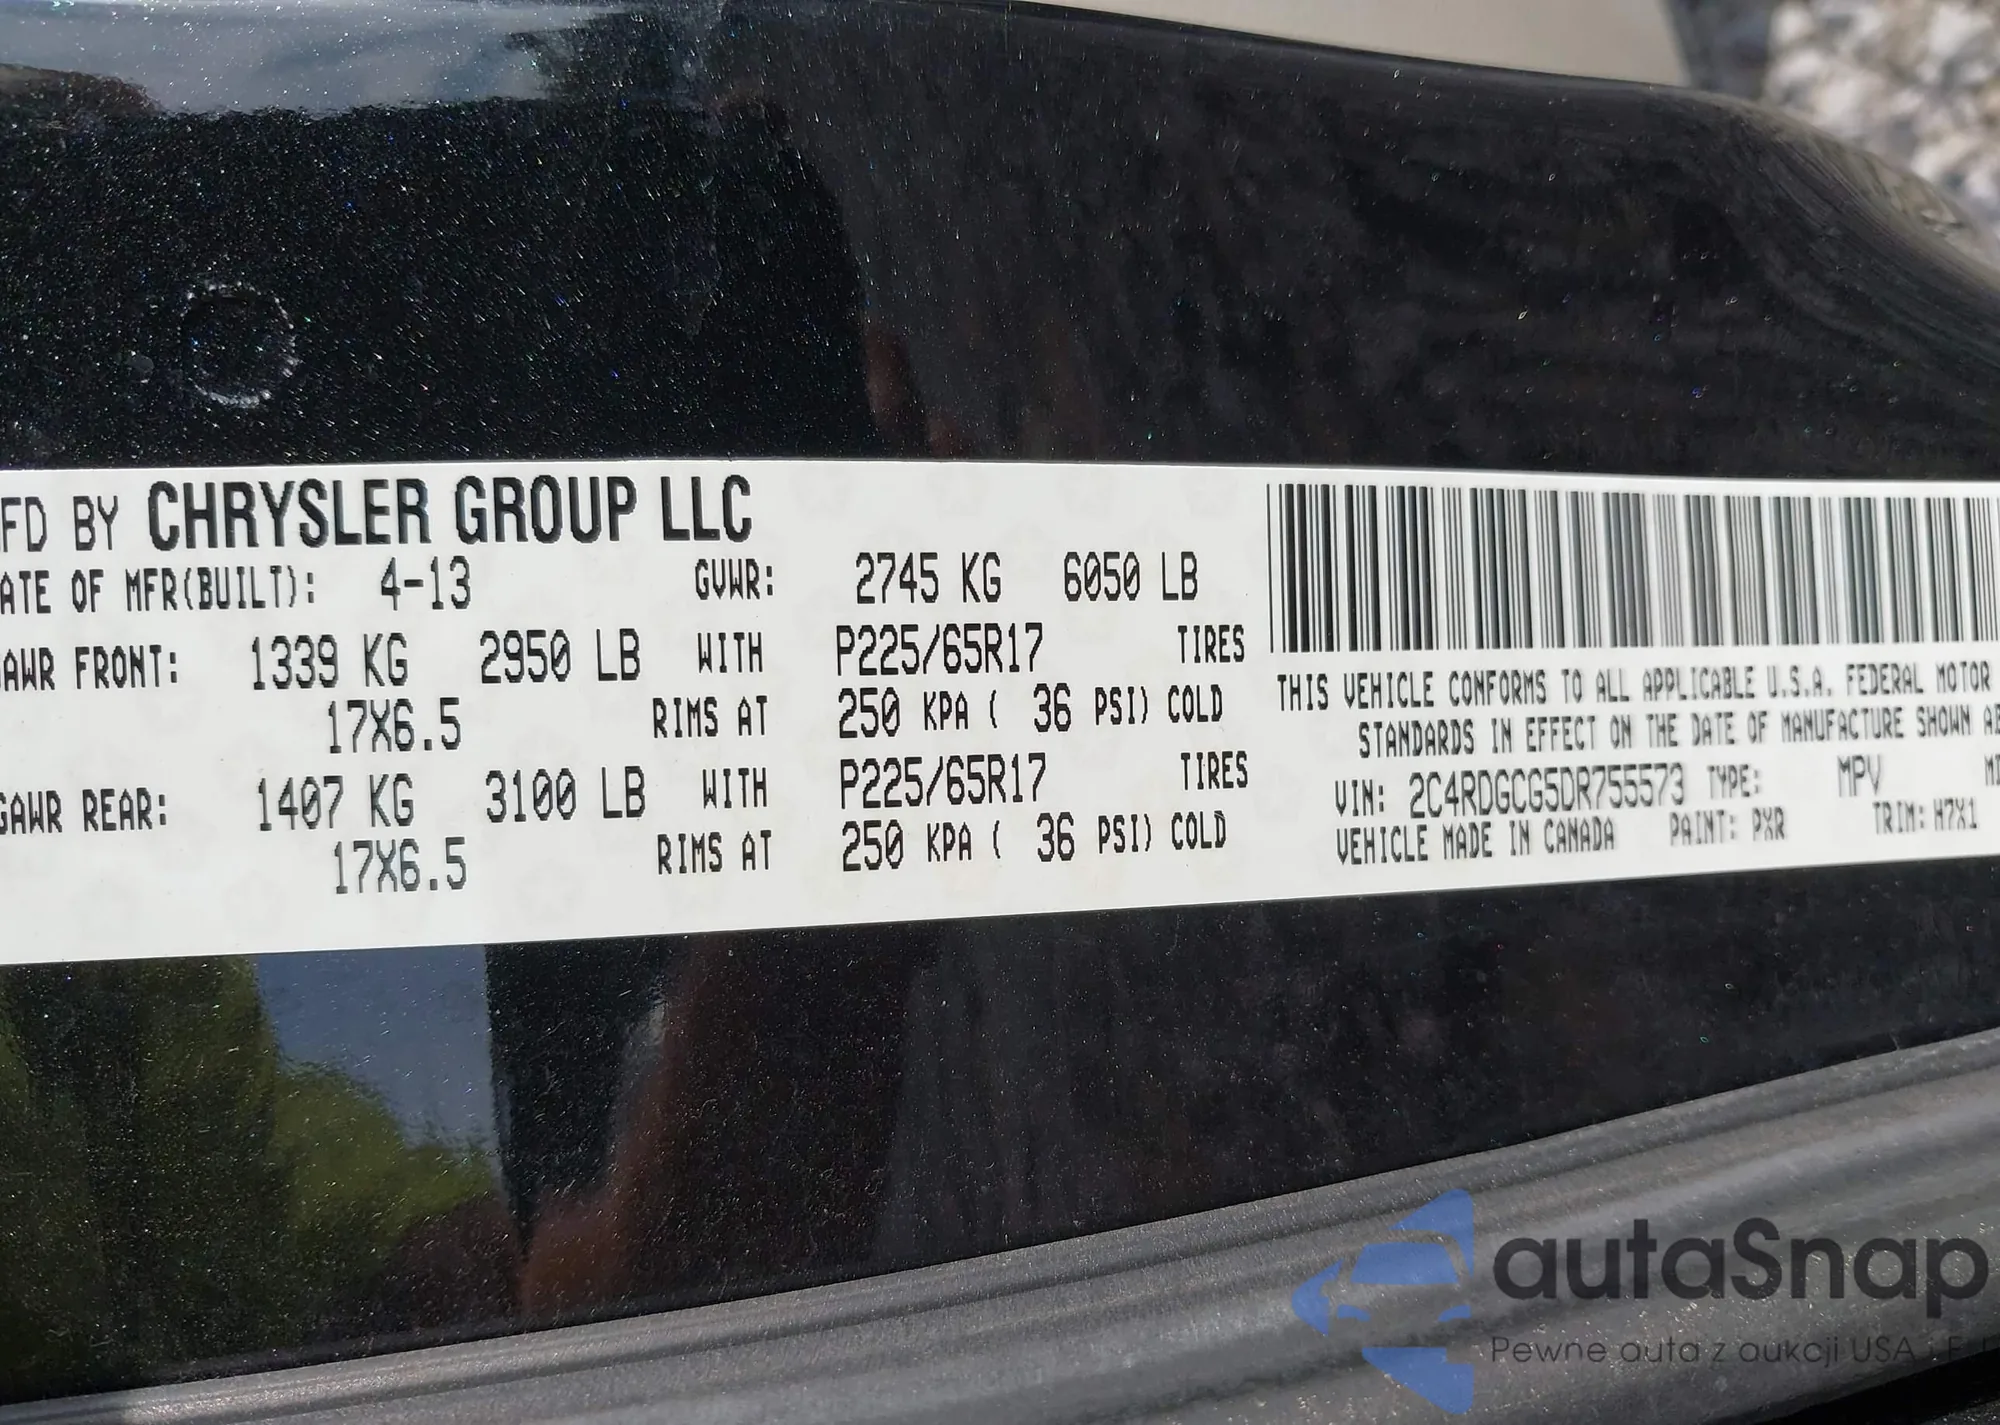 FD BY CHRYSLER GROUP LLC
ATE OF MFR(BUILT): 4-13 GVWR: 2745 KG 6050 LB
AWR FRONT: 1339 KG 2950 LB WITH P225/65R17 TIRES
17X6.5 RIMS AT 250 KPA ( 36 PSI) COLD
GAWR REAR: 1407 KG 3100 LB WITH P225/65R17 TIRES
17X6.5 RIMS AT 250 KPA ( 36 PSI) COLD
THIS VEHICLE CONFORMS TO ALL APPLICABLE U.S.A. FEDERAL MOTOR
STANDARDS IN EFFECT ON THE DATE OF MANUFACTURE SHOWN AB
VIN: 2C4RDGCG5DR755573 TYPE: MPV
VEHICLE MADE IN CANADA PAINT: PXR TRIM: H7X1
autaSnap
Pewne auta z aukcji USA i E